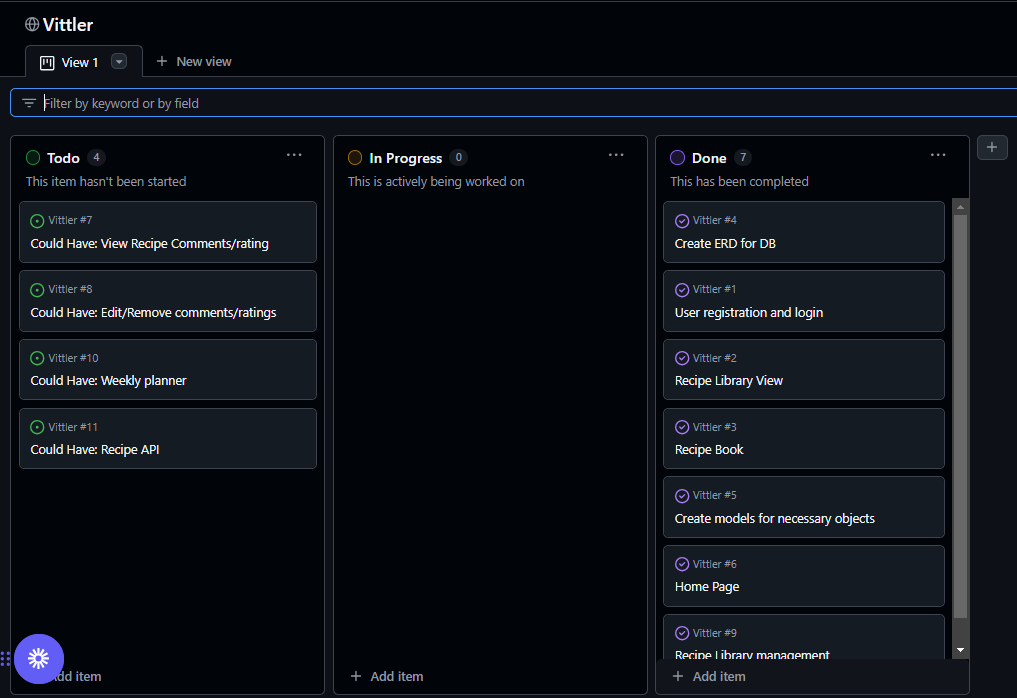 Vittler
View 1
New view
Filter by keyword or by field
Todo 4
This item hasn't been started
Vittler #7
Could Have: View Recipe Comments/rating
Vittler #8
Could Have: Edit/Remove comments/ratings
Vittler #10
Could Have: Weekly planner
Vittler #11
Could Have: Recipe API
dd item
In Progress 0
This is actively being worked on
+ Add item
Done 7
This has been completed
Vittler #4
Create ERD for DB
Vittler #1
User registration and login
Vittler #2
Recipe Library View
Vittler #3
Recipe Book
Vittler #5
Create models for necessary objects
Vittler #6
Home Page
Vittler #9
Recipe Library management
+ Add item